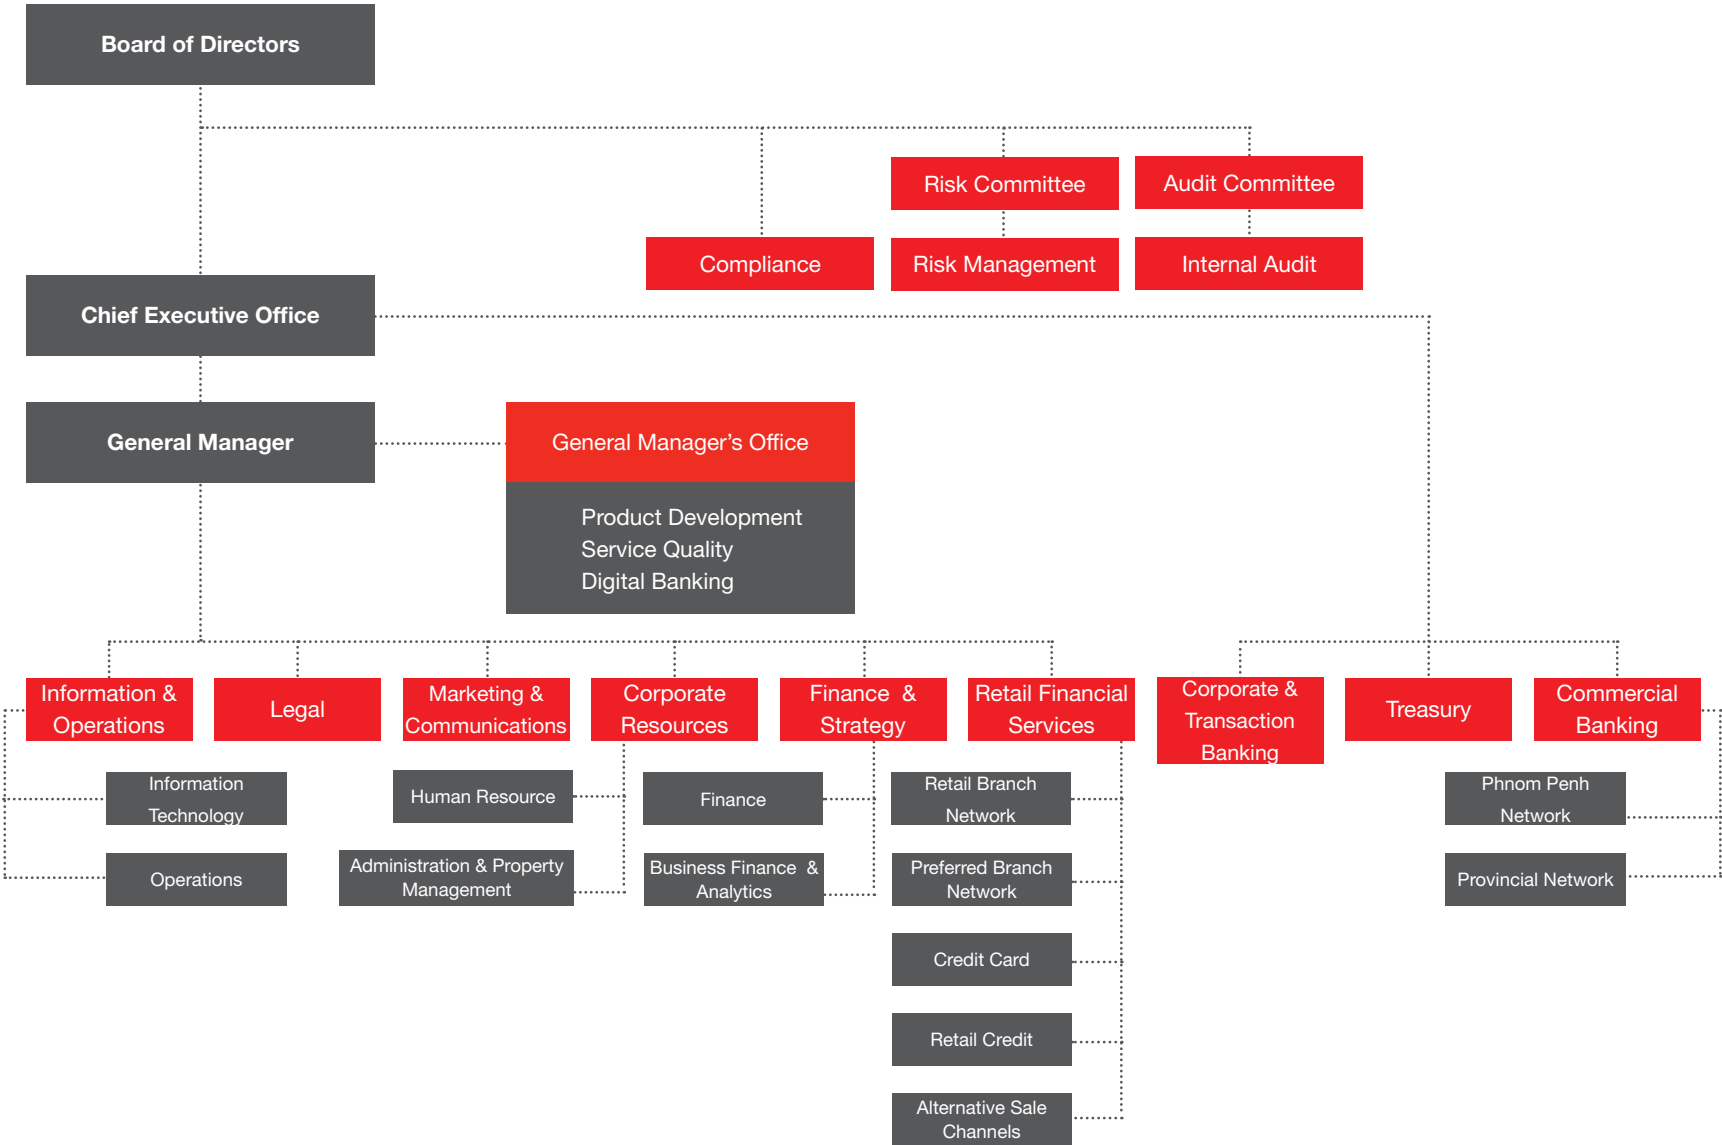 Board of Directors
Risk Committee
Audit Committee
Compliance
Risk Management
Internal Audit
Chief Executive Office
General Manager
General Manager’s Office
Product Development
Service Quality
Digital Banking
Information &
Operations
Legal
Marketing &
Communications
Corporate
Resources
Finance &
Strategy
Retail Financial
Services
Corporate &
Transaction
Banking
Treasury
Commercial
Banking
Information
Technology
Operations
Human Resource
Administration & Property
Management
Finance
Business Finance &
Analytics
Retail Branch
Network
Preferred Branch
Network
Credit Card
Retail Credit
Alternative Sale
Channels
Phnom Penh
Network
Provincial Network